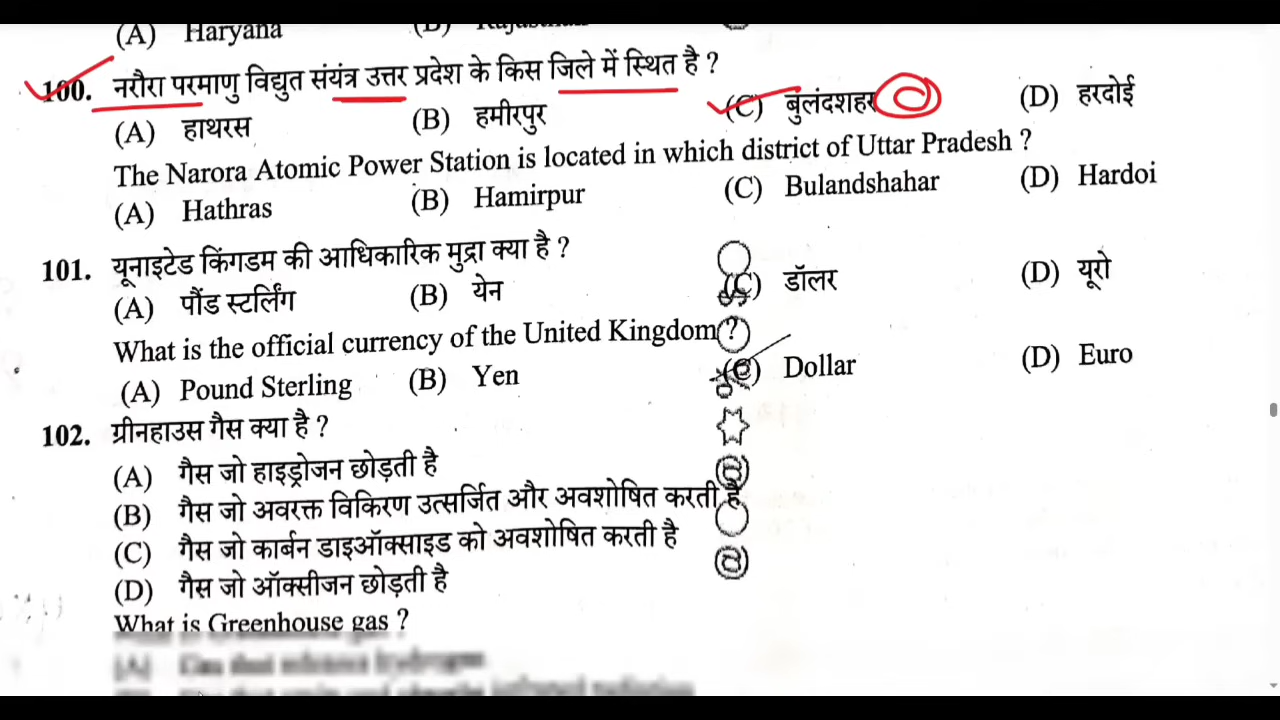 (A) Haryana (B) Rajasthan
100. नरौरा परमाणु विद्युत संयंत्र उत्तर प्रदेश के किस जिले में स्थित है ?
(A) हाथरस (B) हमीरपुर (C) बुलंदशहर (D) हरदोई
The Narora Atomic Power Station is located in which district of Uttar Pradesh ?
(A) Hathras (B) Hamirpur (C) Bulandshahar (D) Hardoi
101. यूनाइटेड किंगडम की आधिकारिक मुद्रा क्या है ?
(A) पौंड स्टर्लिंग (B) येन (C) डॉलर (D) यूरो
What is the official currency of the United Kingdom ?
(A) Pound Sterling (B) Yen (C) Dollar (D) Euro
102. ग्रीनहाउस गैस क्या है ?
(A) गैस जो हाइड्रोजन छोड़ती है
(B) गैस जो अवरक्त विकिरण उत्सर्जित और अवशोषित करती है
(C) गैस जो कार्बन डाइऑक्साइड को अवशोषित करती है
(D) गैस जो ऑक्सीजन छोड़ती है
What is Greenhouse gas ?